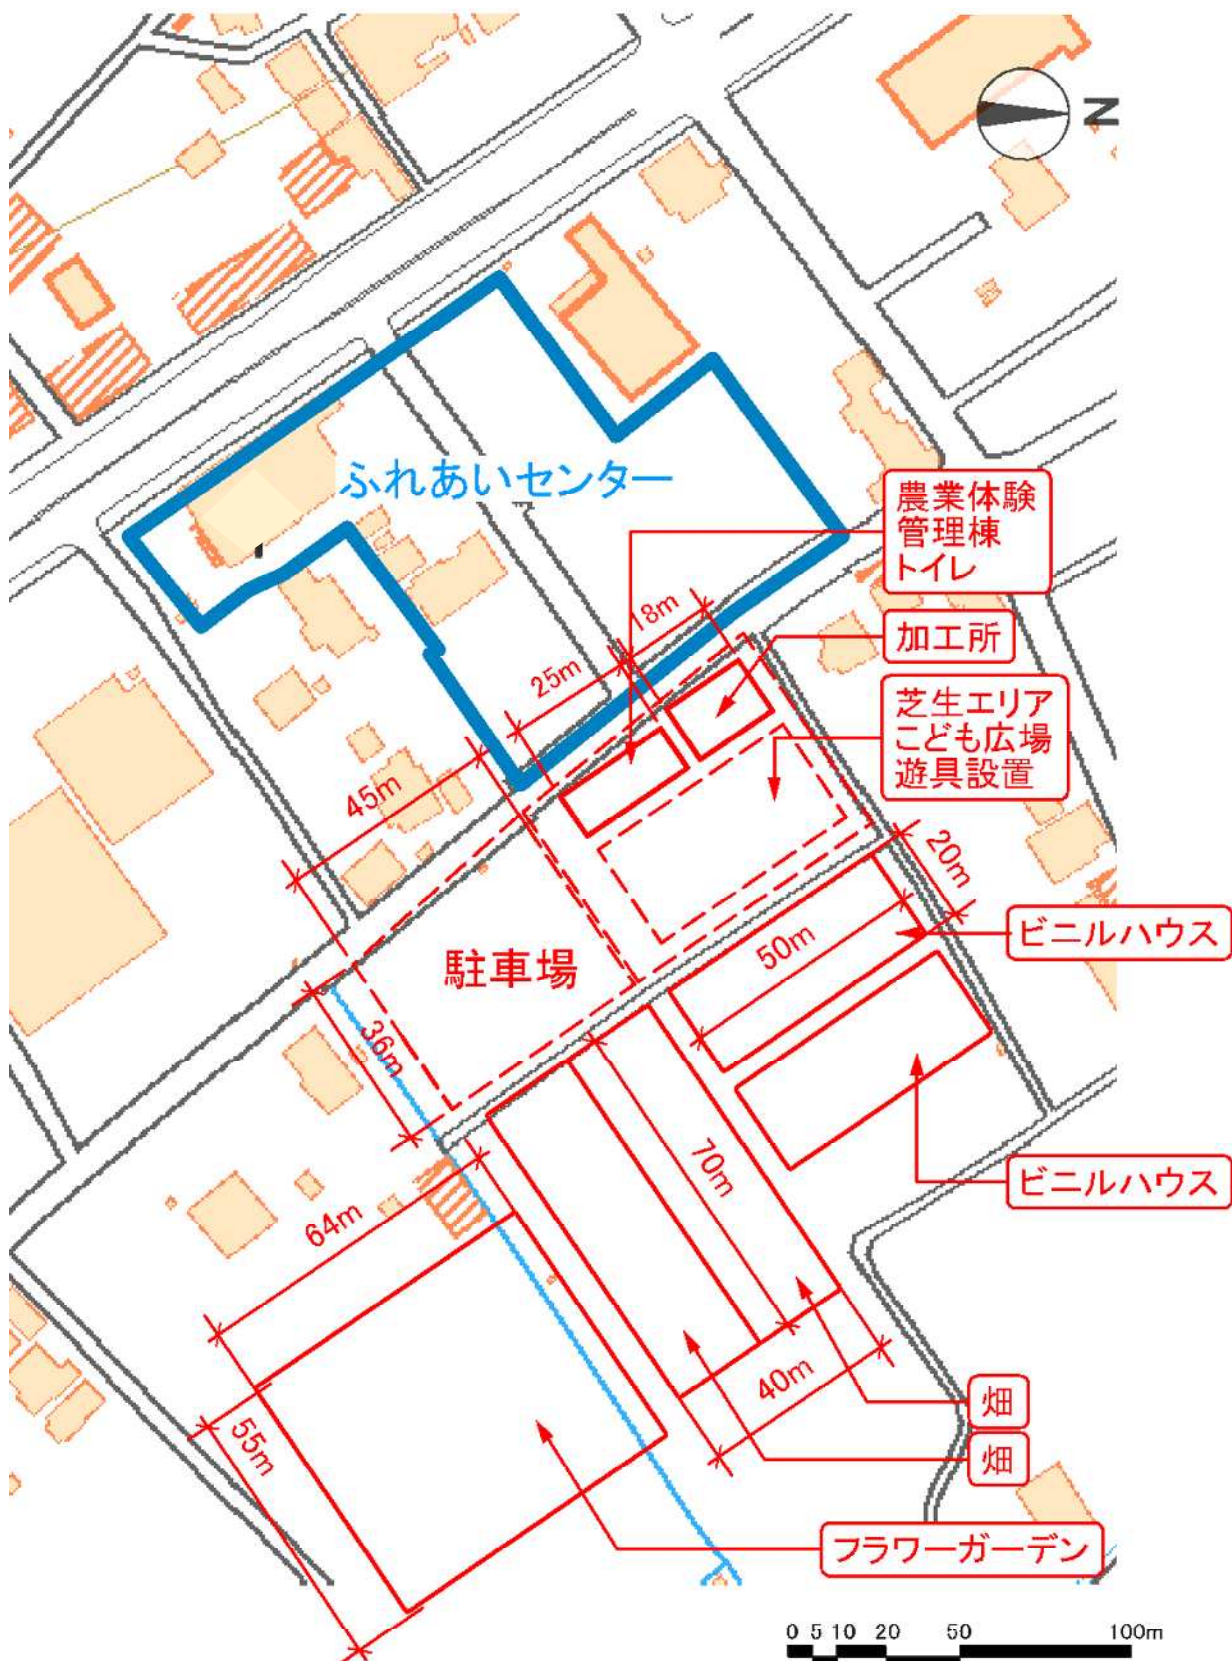 N
ふれあいセンター
農業体験
管理棟
トイレ
18m
加工所
25m
芝生エリア
こども広場
遊具設置
45m
20m
ビニルハウス
50m
駐車場
36m
70m
ビニルハウス
64m
40m
畑
55m
畑
フラワーガーデン
0 5 10 20 50 100m